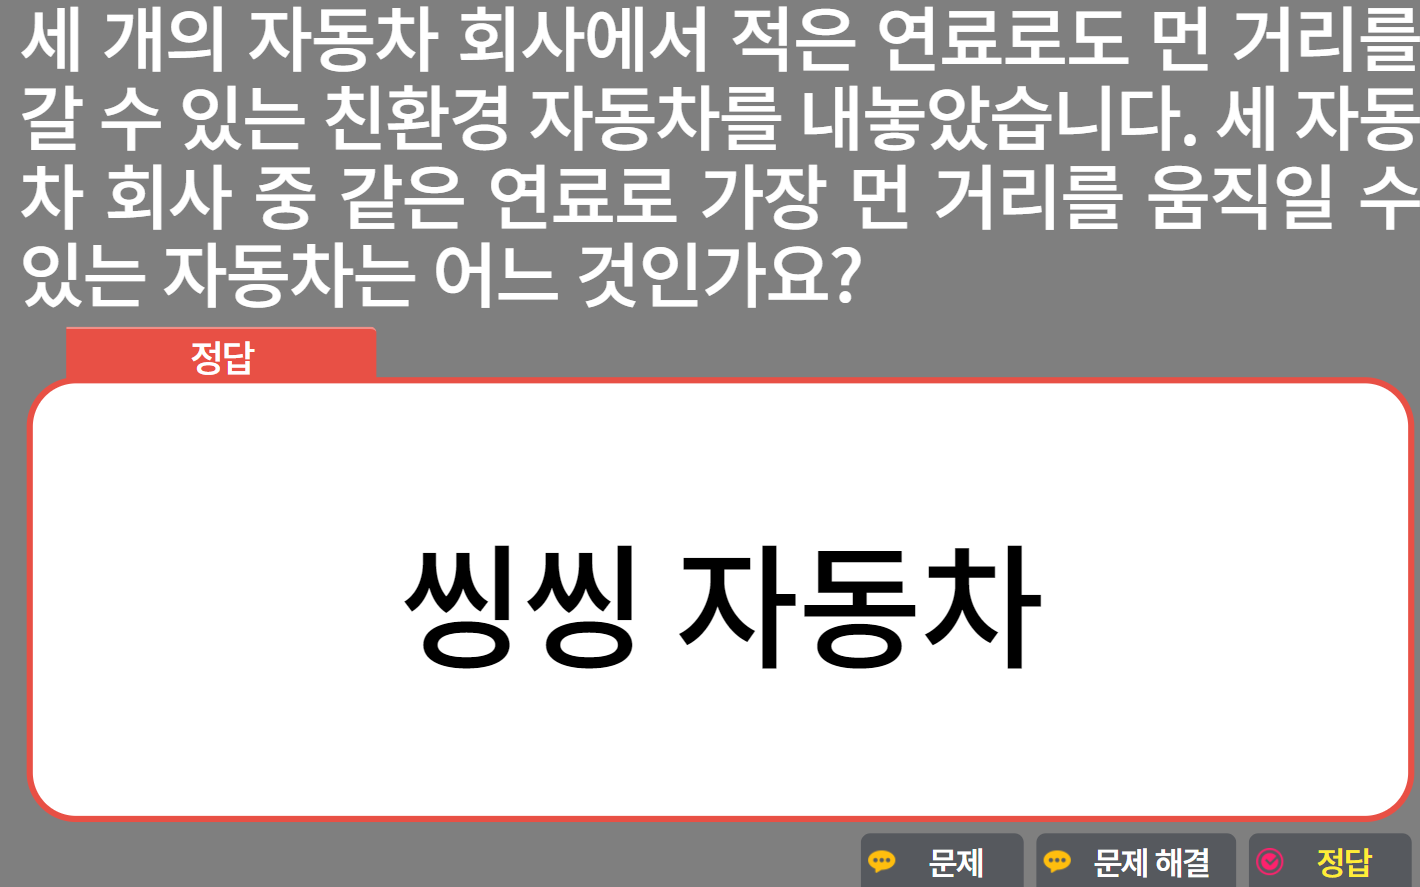 세 개의 자동차 회사에서 적은 연료로도 먼 거리를
갈 수 있는 친환경 자동차를 내놓았습니다. 세 자동
차 회사 중 같은 연료로 가장 먼 거리를 움직일 수
있는 자동차는 어느 것인가요?
정답
씽씽 자동차
문제
문제 해결
정답